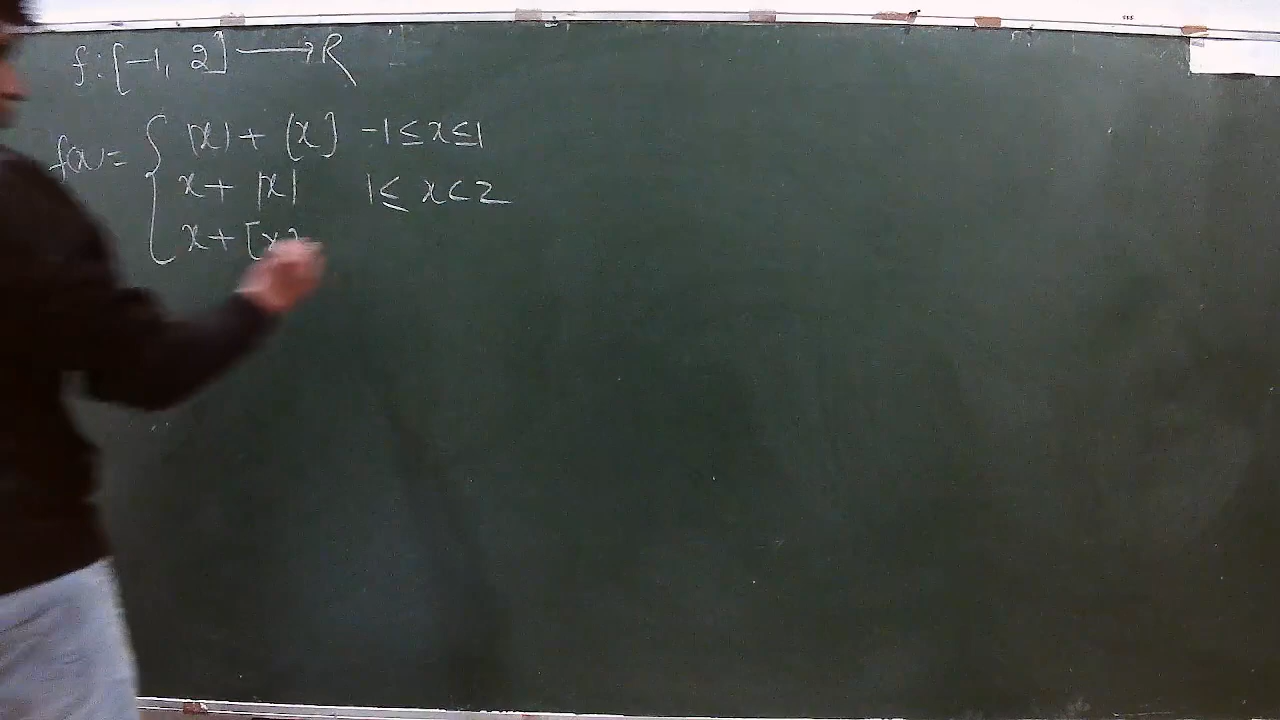 f:[-1, 2] ⟶ R
f(x) = { |x| + [x] -1 ≤ x ≤ 1
x + |x| 1 ≤ x < 2
x + [x]